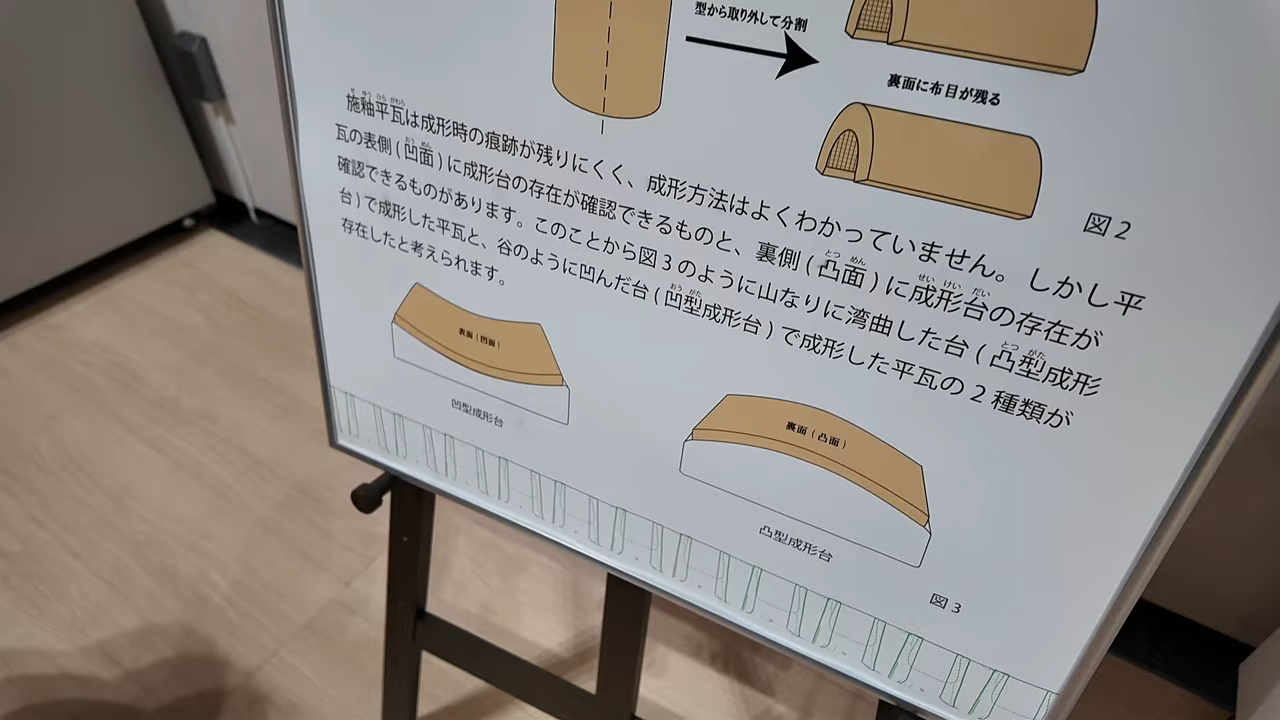 型から取り外して分割
裏面に布目が残る
図2
施釉平瓦は成形時の痕跡が残りにくく、成形方法はよくわかっていません。しかし平
瓦の表側(凹面)に成形台の存在が確認できるものと、裏側(凸面)に成形台の存在が
確認できるものがあります。このことから図3のように山なりに湾曲した台(凸型成形
台)で成形した平瓦と、谷のように凹んだ台(凹型成形台)で成形した平瓦の2種類が
存在したと考えられます。
表面(凹面)
凹型成形台
裏面(凸面)
凸型成形台
図3